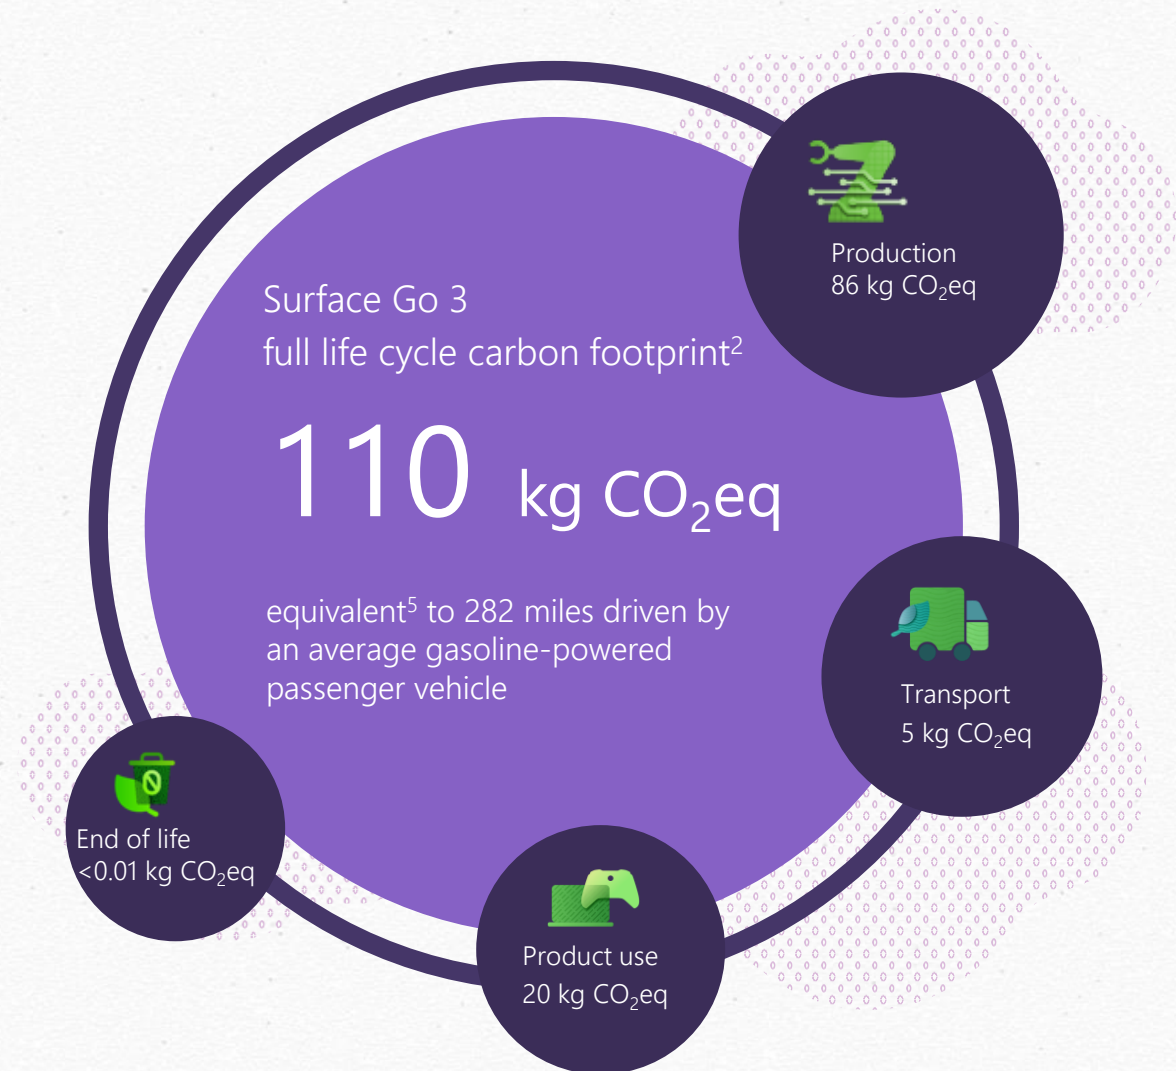 Production
86 kg CO₂eq
Surface Go 3
full life cycle carbon footprint²
110 kg CO₂eq
equivalent⁵ to 282 miles driven by
an average gasoline-powered
passenger vehicle
Transport
5 kg CO₂eq
End of life
<0.01 kg CO₂eq
Product use
20 kg CO₂eq